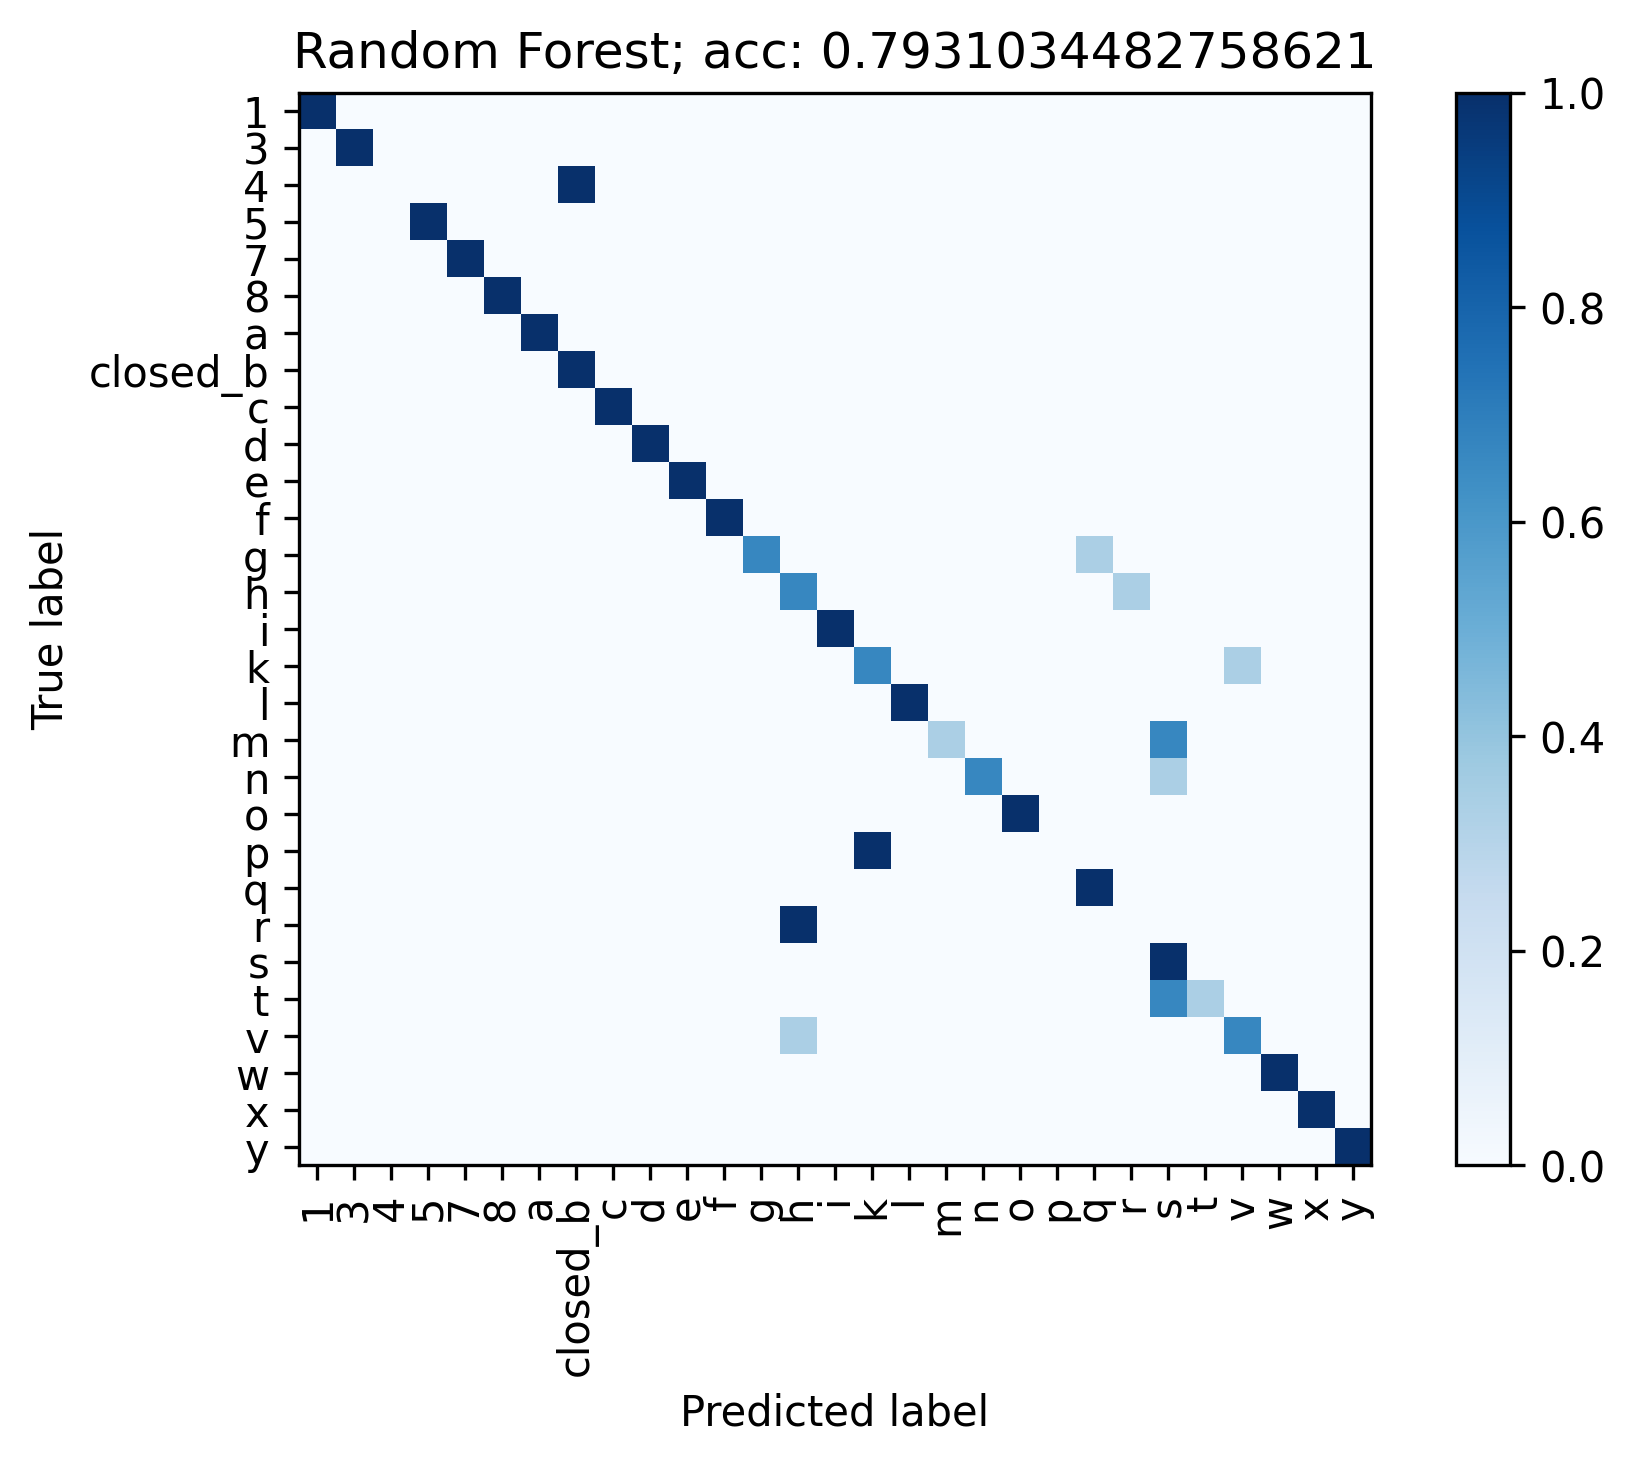 Random Forest; acc: 0.7931034482758621
True label
1
3
4
5
7
8
a
closed_b
c
d
e
f
g
h
i
k
l
m
n
o
p
q
r
s
t
v
w
x
y
1
3
4
5
7
8
a
closed_b
c
d
e
f
g
h
i
k
l
m
n
o
p
q
r
s
t
v
w
x
y
Predicted label
1.0
0.8
0.6
0.4
0.2
0.0